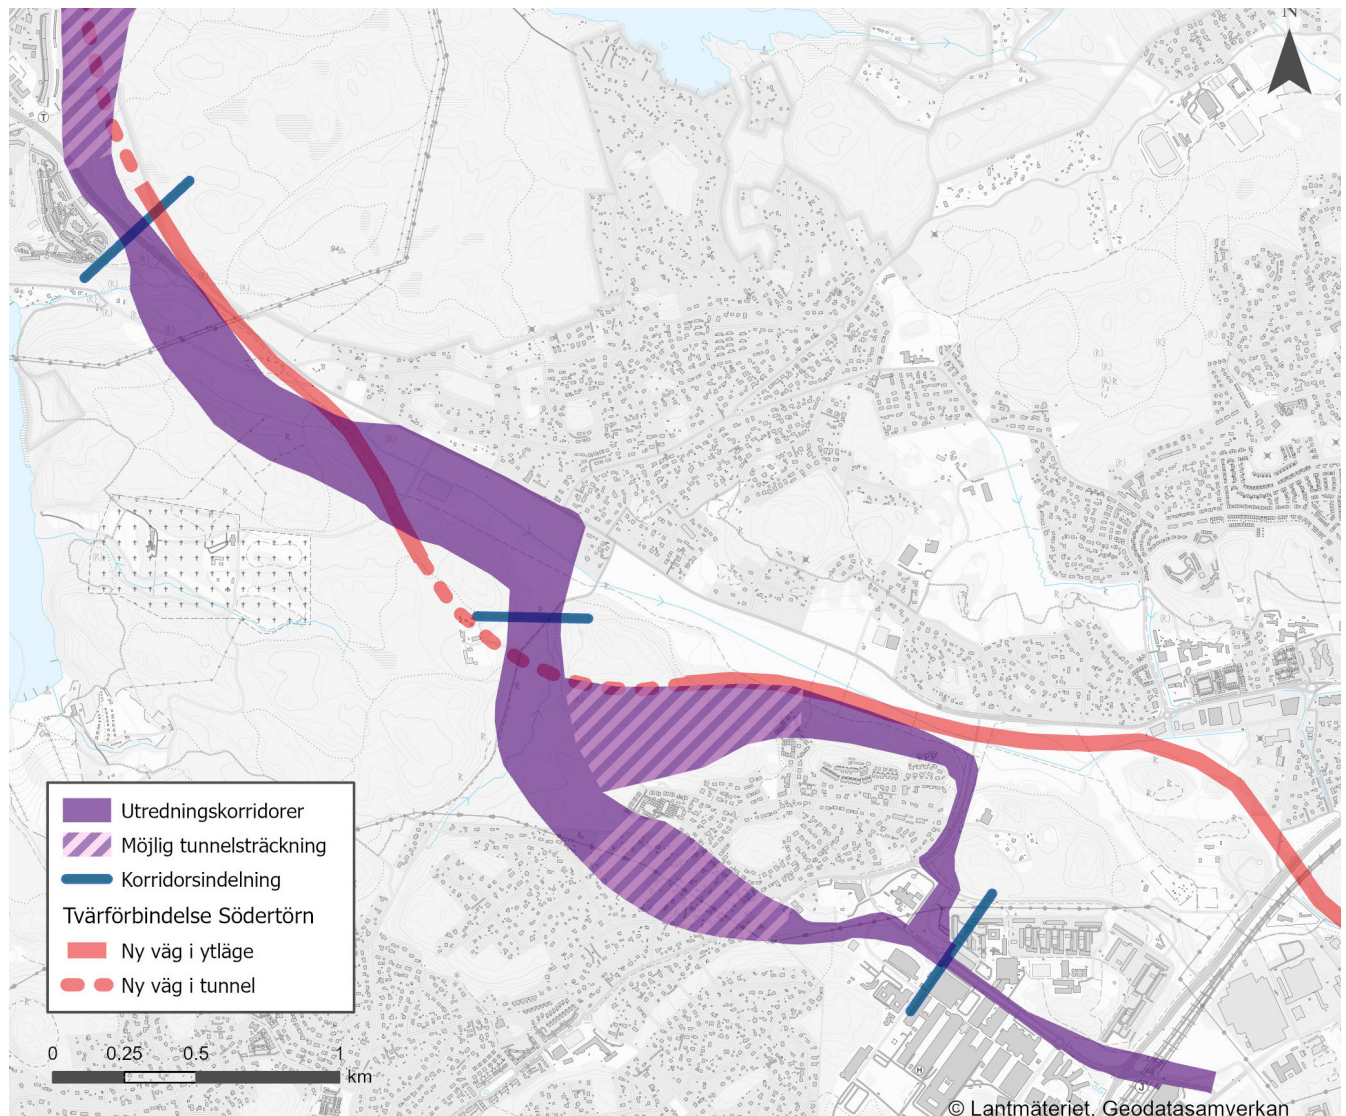 N
T
94
Utredningskorridorer
Möjlig tunnelsträckning
Korridorsindelning
Tvärförbindelse Södertörn
Ny väg i ytläge
Ny väg i tunnel
0 0.25 0.5 1
km
H
J
© Lantmäteriet, Geodatasamverkan